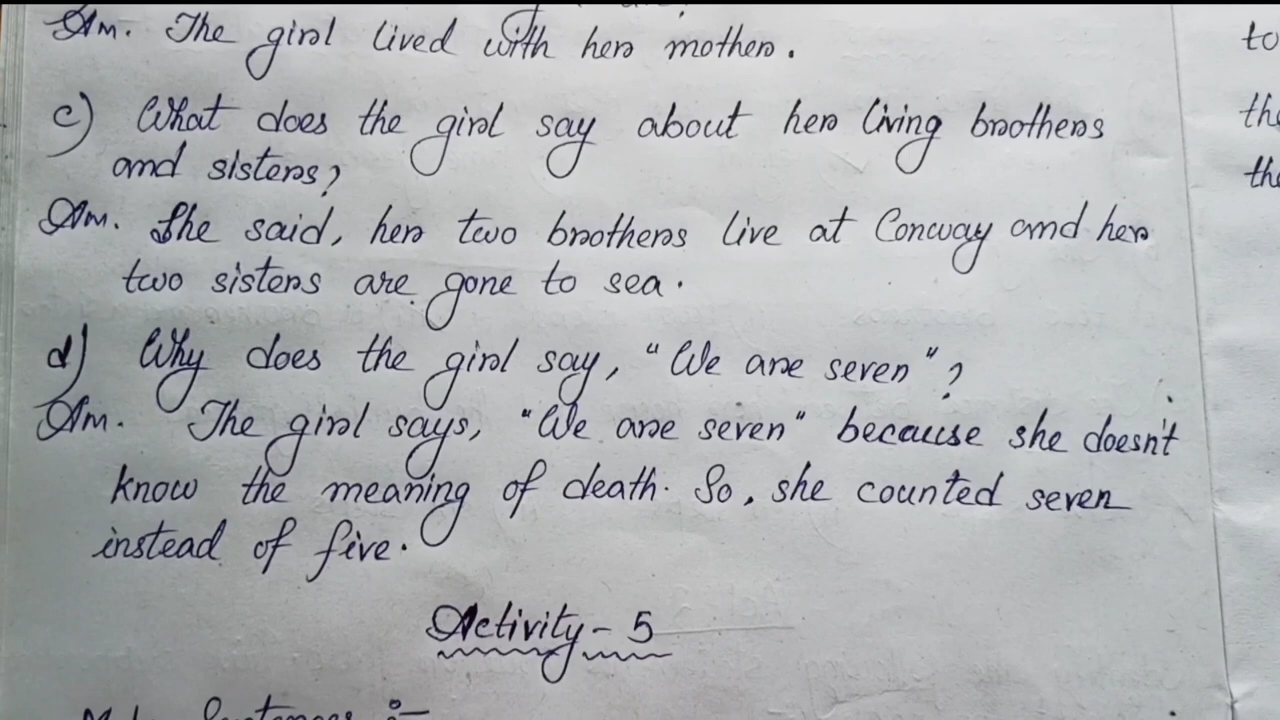 Ans. The girl lived with her mother.
to
c) What does the girl say about her living brothers
the
and sisters?
the
Ans. She said, her two brothers live at Conway and her
two sisters are gone to sea.
d) Why does the girl say, "We are seven"?
Ans. The girl says, "We are seven" because she doesn't
know the meaning of death. So, she counted seven
instead of five.
Activity - 5
Sentences :-